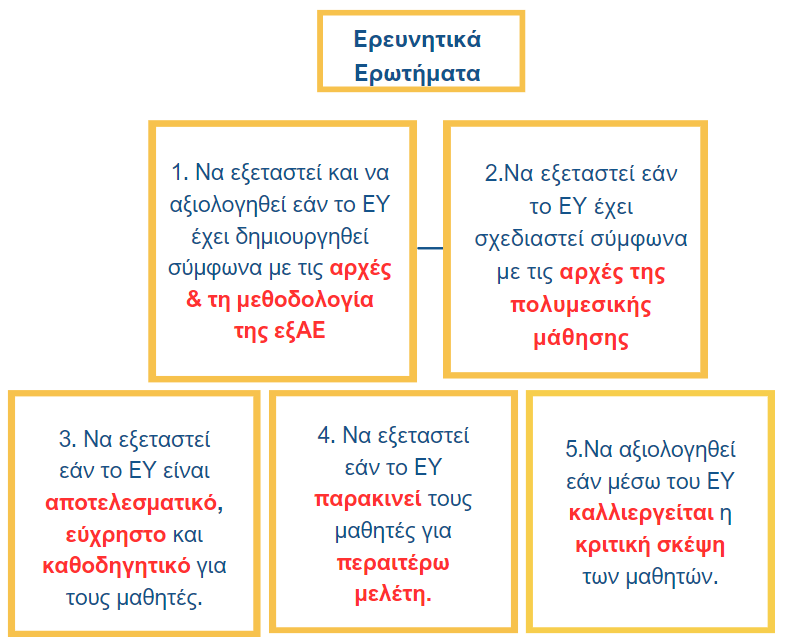 Ερευνητικά
Ερωτήματα
1. Να εξεταστεί και να
αξιολογηθεί εάν το ΕΥ
έχει δημιουργηθεί
σύμφωνα με τις αρχές
& τη μεθοδολογία
της εξΑΕ
2.Να εξεταστεί εάν
το ΕΥ έχει
σχεδιαστεί σύμφωνα
με τις αρχές της
πολυμεσικής
μάθησης
3. Να εξεταστεί
εάν το ΕΥ είναι
αποτελεσματικό,
εύχρηστο και
καθοδηγητικό για
τους μαθητές.
4. Να εξεταστεί
εάν το ΕΥ
παρακινεί τους
μαθητές για
περαιτέρω
μελέτη.
5.Να αξιολογηθεί
εάν μέσω του ΕΥ
καλλιεργείται η
κριτική σκέψη
των μαθητών.